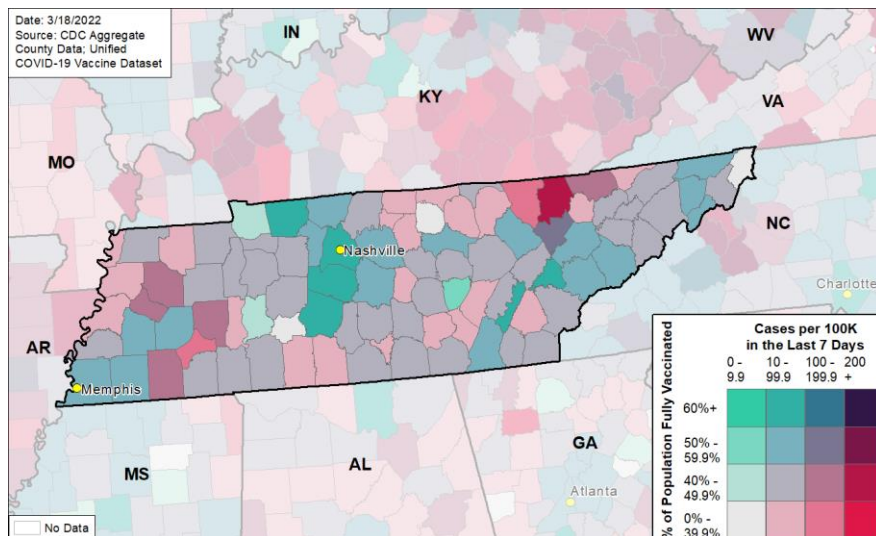 Date: 3/18/2022
Source: CDC Aggregate
County Data; Unified
COVID-19 Vaccine Dataset
IN
WV
KY
VA
MO
NC
Nashville
Charlotte
AR
Memphis
MS
AL
GA
Atlanta
No Data
Cases per 100K
in the Last 7 Days
0 -
9.9
10 -
99.9
100 -
199.9
200
+
% of Population Fully Vaccinated
60%+
50% -
59.9%
40% -
49.9%
0% -
39.9%